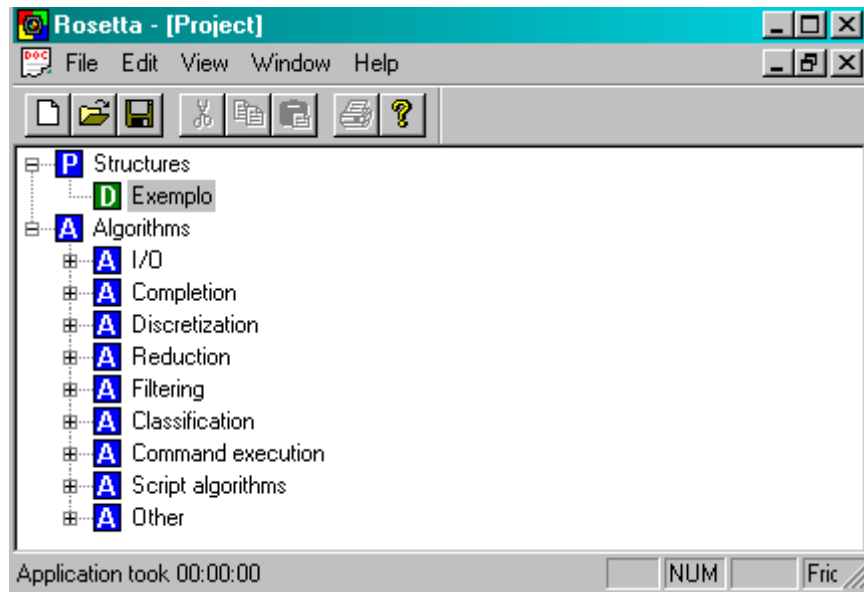 Rosetta - [Project]
DOC File Edit View Window Help
P Structures
D Exemplo
A Algorithms
A I/O
A Completion
A Discretization
A Reduction
A Filtering
A Classification
A Command execution
A Script algorithms
A Other
Application took 00:00:00 NUM Fric